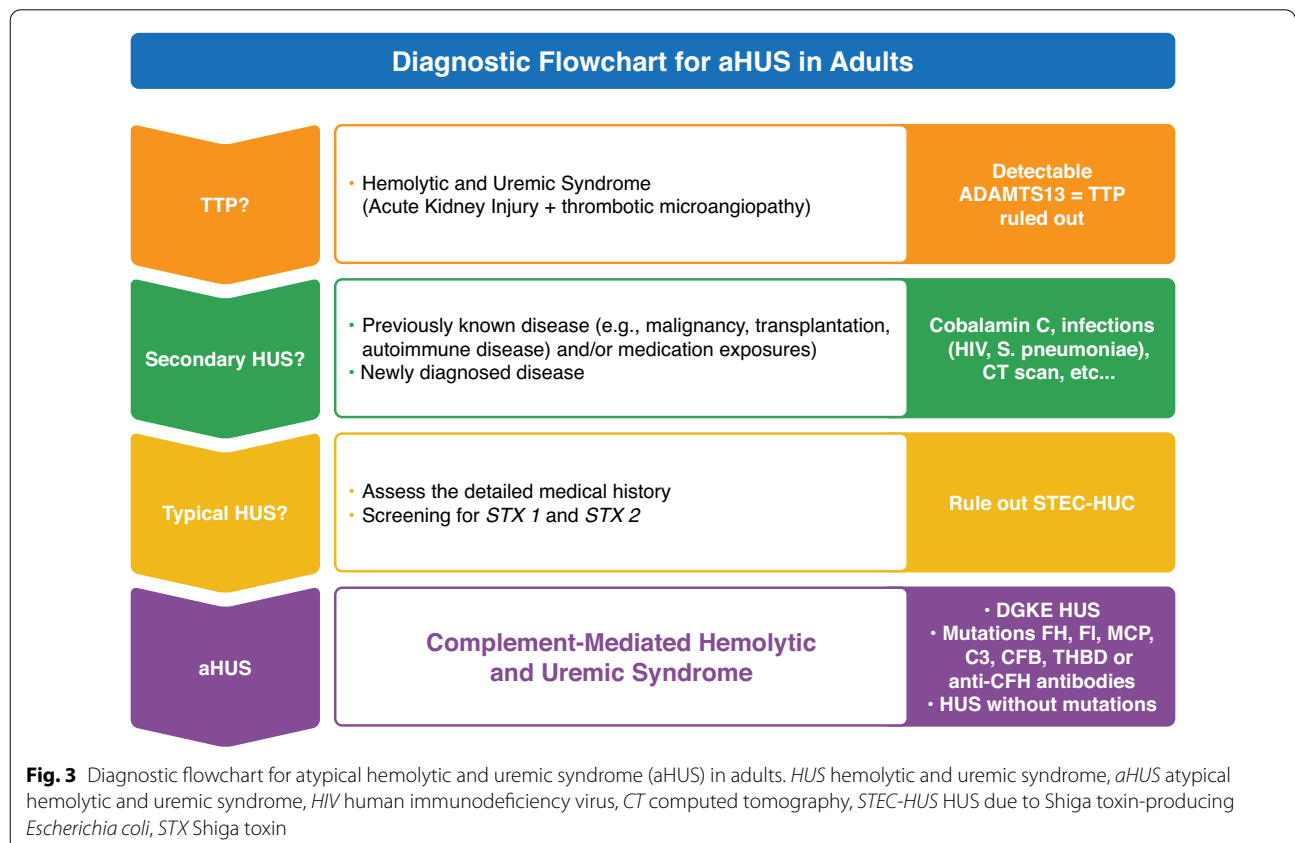 Diagnostic Flowchart for aHUS in Adults
TTP?
• Hemolytic and Uremic Syndrome
(Acute Kidney Injury + thrombotic microangiopathy)
Detectable
ADAMTS13 = TTP
ruled out
Secondary HUS?
• Previously known disease (e.g., malignancy, transplantation,
autoimmune disease) and/or medication exposures)
• Newly diagnosed disease
Cobalamin C, infections
(HIV, S. pneumoniae),
CT scan, etc...
Typical HUS?
• Assess the detailed medical history
• Screening for STX 1 and STX 2
Rule out STEC-HUC
aHUS
Complement-Mediated Hemolytic
and Uremic Syndrome
• DGKE HUS
• Mutations FH, FI, MCP,
C3, CFB, THBD or
anti-CFH antibodies
• HUS without mutations
Fig. 3 Diagnostic flowchart for atypical hemolytic and uremic syndrome (aHUS) in adults. HUS hemolytic and uremic syndrome, aHUS atypical
hemolytic and uremic syndrome, HIV human immunodeficiency virus, CT computed tomography, STEC-HUS HUS due to Shiga toxin-producing
Escherichia coli, STX Shiga toxin